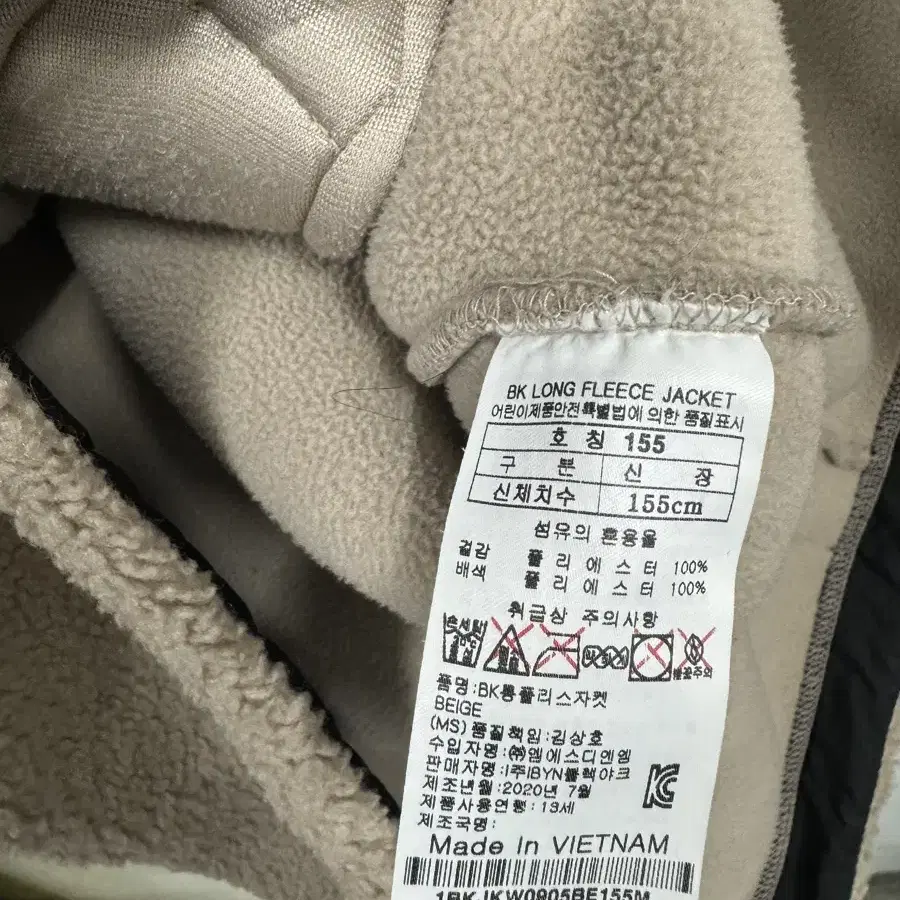 BK LONG FLEECE JACKET
어린이제품안전특별법에 의한 품질표시
호 칭 155
구 분 신 장
신체치수 155cm
섬유의 혼용율
겉감 폴리에스터 100%
배색 폴리에스터 100%
취급상 주의사항
손세탁
품명:BK롱플리스자켓
BEIGE
(MS) 품질책임:김상호
수입자명:㈜엠에스디엔엠
판매자명:(주)BYN블랙야크
제조년월:2020년 7월
제품사용연령:13세
제조국명:
Made In VIETNAM
1BKJKW0905BE155M